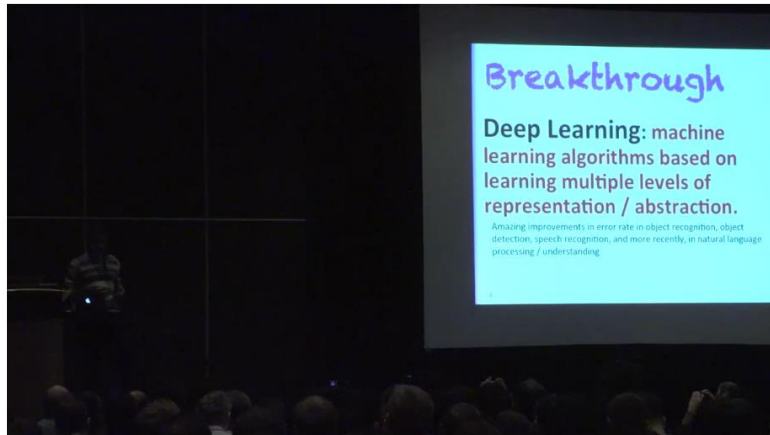 Breakthrough
Deep Learning: machine
learning algorithms based on
learning multiple levels of
representation / abstraction.
Amazing improvements in error rate in object recognition, object
detection, speech recognition, and more recently, in natural language
processing / understanding